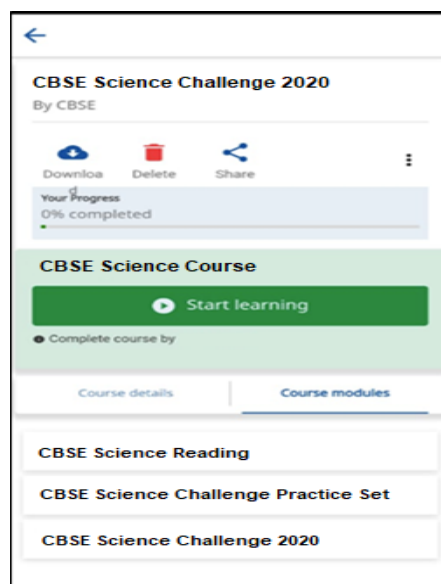 CBSE Science Challenge 2020
By CBSE
Download Delete Share
Your Progress
0% completed
CBSE Science Course
Start learning
Complete course by
Course details Course modules
CBSE Science Reading
CBSE Science Challenge Practice Set
CBSE Science Challenge 2020